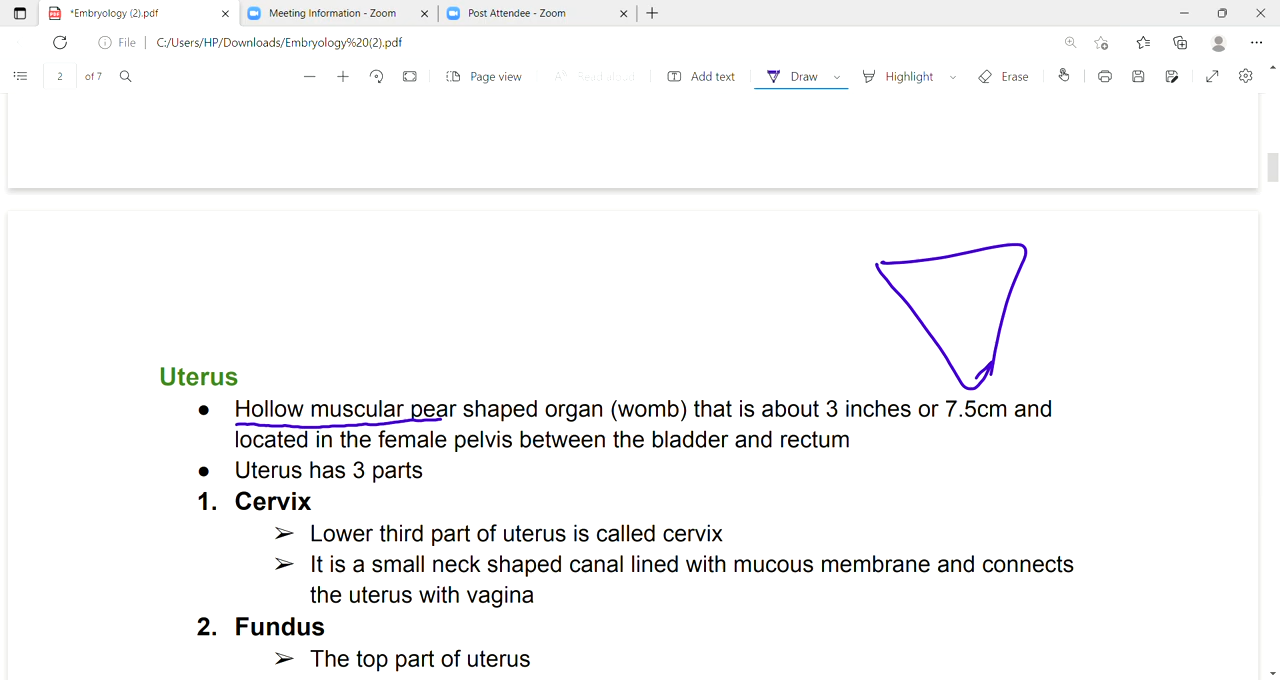 *Embryology (2).pdf
Meeting Information - Zoom
Post Attendee - Zoom
File
C:/Users/HP/Downloads/Embryology%20(2).pdf
2 of 7
Page view
Read aloud
Add text
Draw
Highlight
Erase
Uterus
● Hollow muscular pear shaped organ (womb) that is about 3 inches or 7.5cm and
located in the female pelvis between the bladder and rectum
● Uterus has 3 parts
1. Cervix
➢ Lower third part of uterus is called cervix
➢ It is a small neck shaped canal lined with mucous membrane and connects
the uterus with vagina
2. Fundus
➢ The top part of uterus